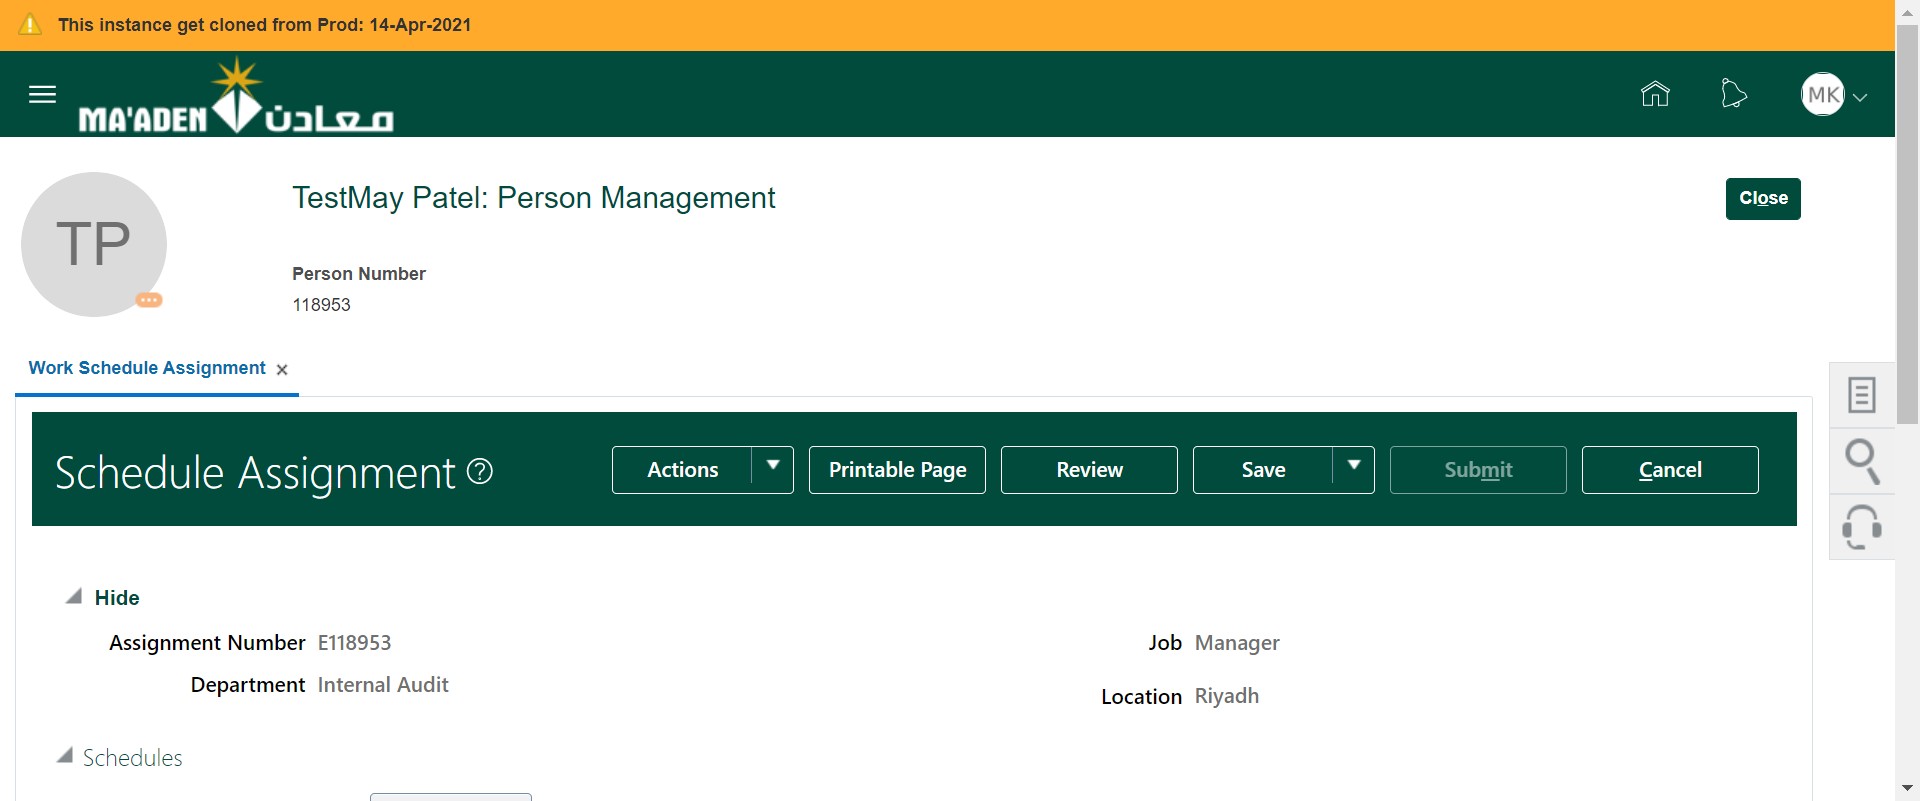 This instance get cloned from Prod: 14-Apr-2021
MA'ADEN معادن
MK
TP
TestMay Patel: Person Management
Close
Person Number
118953
Work Schedule Assignment
Schedule Assignment
Actions
Printable Page
Review
Save
Submit
Cancel
Hide
Assignment Number E118953
Job Manager
Department Internal Audit
Location Riyadh
Schedules